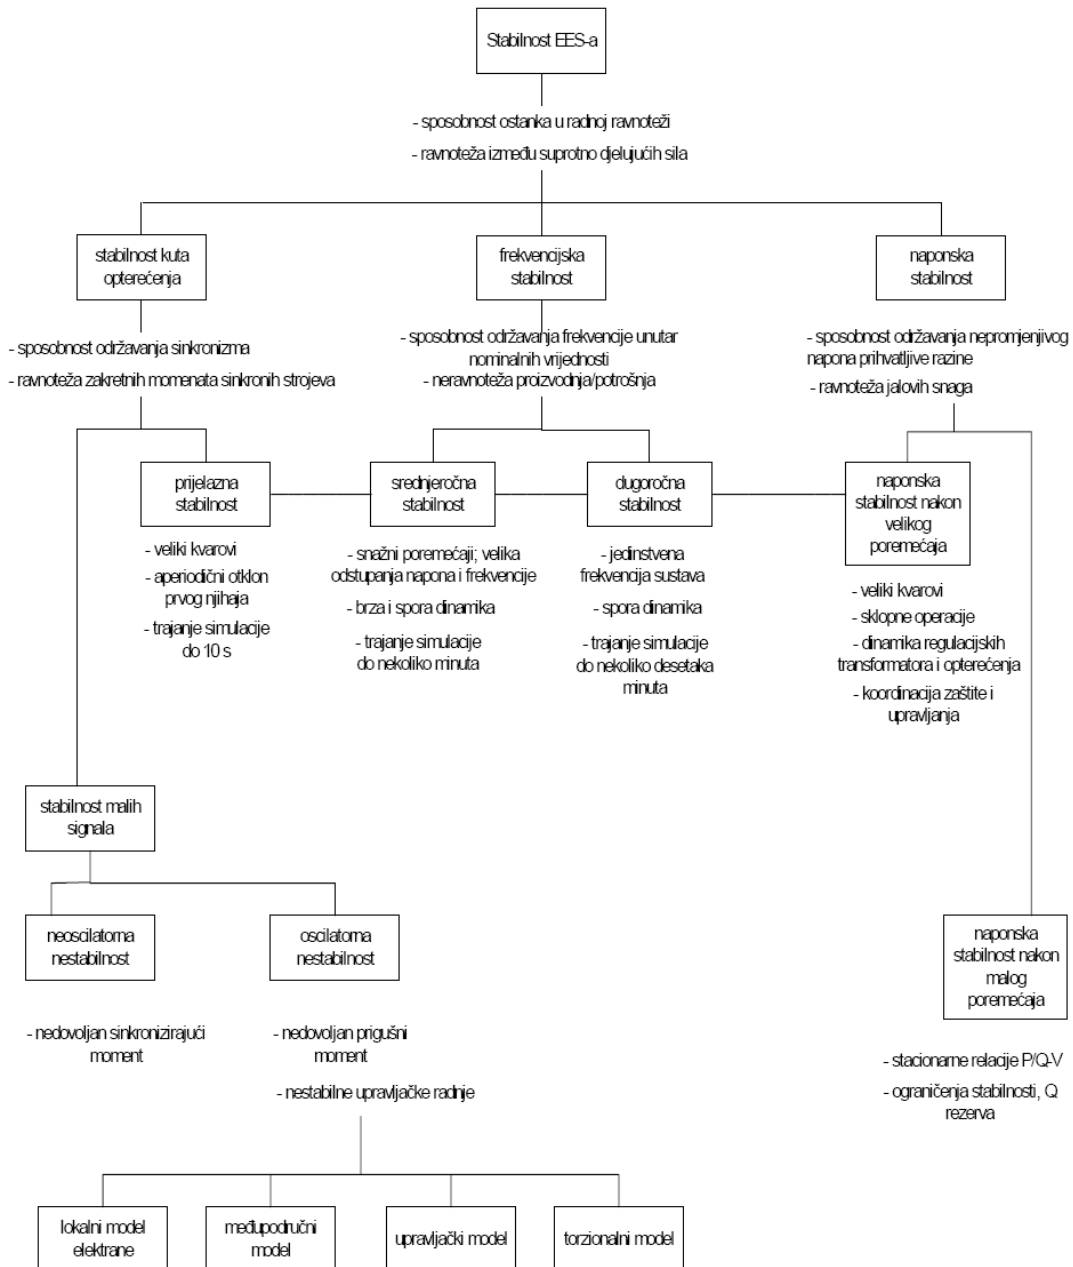 Stabilnost EES-a
- sposobnost ostanka u radnoj ravnoteži
- ravnoteža između suprotno djelujućih sila
stabilnost kuta
opterećenja
frekvencijska
stabilnost
naponska
stabilnost
- sposobnost održavanja sinkronizma
- ravnoteža zakretnih momenata sinkronih strojeva
- sposobnost održavanja frekvencije unutar
nominalnih vrijednosti
- neravnoteža proizvodnja/potrošnja
- sposobnost održavanja nepromjenjivog
napona prihvatljive razine
- ravnoteža jalovih snaga
prijelazna
stabilnost
srednjeročna
stabilnost
dugoročna
stabilnost
naponska
stabilnost nakon
velikog
poremećaja
- veliki kvarovi
- aperiodični otklon
prvog njihaja
- trajanje simulacije
do 10 s
- snažni poremećaji; velika
odstupanja napona i frekvencije
- brza i spora dinamika
- trajanje simulacije
do nekoliko minuta
- jedinstvena
frekvencija sustava
- spora dinamika
- trajanje simulacije
do nekoliko desetaka
minuta
- veliki kvarovi
- sklopne operacije
- dinamika regulacijskih
transformatora i opterećenja
- koordinacija zaštite i
upravljanja
stabilnost malih
signala
neoscilatorna
nestabilnost
oscilatorna
nestabilnost
naponska
stabilnost nakon
malog
poremećaja
- nedovoljan sinkronizirajući
moment
- nedovoljan prigušni
moment
- nestabilne upravljačke radnje
- stacionarne relacije P/Q-V
- ograničenja stabilnosti, Q
rezerva
lokalni model
elektrane
međupodručni
model
upravljački model
torzionalni model